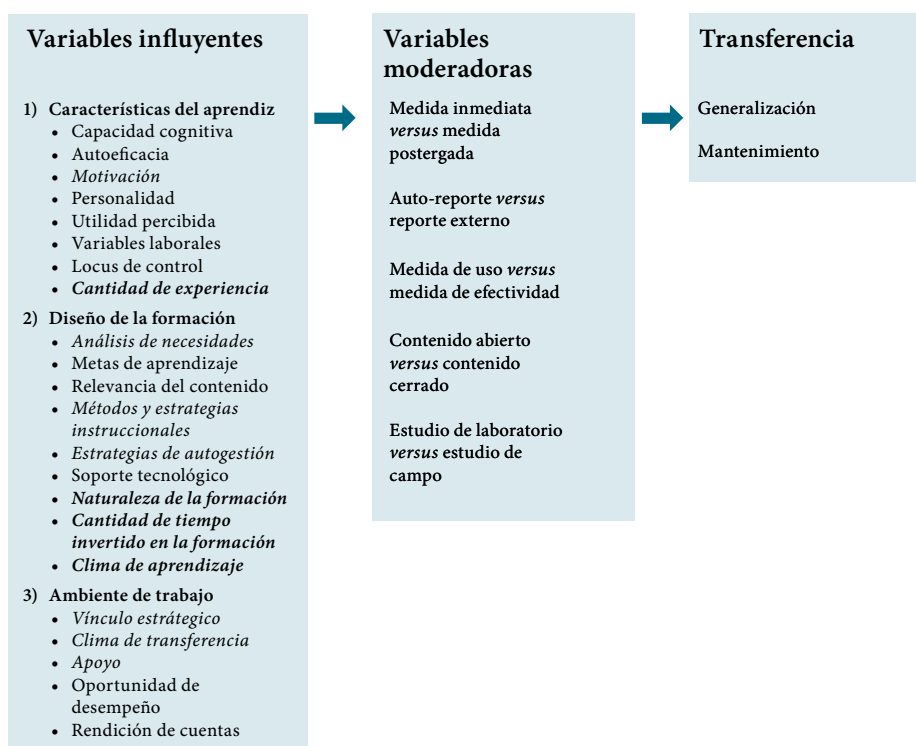 Variables influyentes
1) Características del aprendiz
• Capacidad cognitiva
• Autoeficacia
• Motivación
• Personalidad
• Utilidad percibida
• Variables laborales
• Locus de control
• Cantidad de experiencia
2) Diseño de la formación
• Análisis de necesidades
• Metas de aprendizaje
• Relevancia del contenido
• Métodos y estrategias
instruccionales
• Estrategias de autogestión
• Soporte tecnológico
• Naturaleza de la formación
• Cantidad de tiempo
invertido en la formación
• Clima de aprendizaje
3) Ambiente de trabajo
• Vínculo estrátegico
• Clima de transferencia
• Apoyo
• Oportunidad de
desempeño
• Rendición de cuentas
Variables
moderadoras
Medida inmediata
versus medida
postergada
Auto-reporte versus
reporte externo
Medida de uso versus
medida de efectividad
Contenido abierto
versus contenido
cerrado
Estudio de laboratorio
versus estudio de
campo
Transferencia
Generalización
Mantenimiento